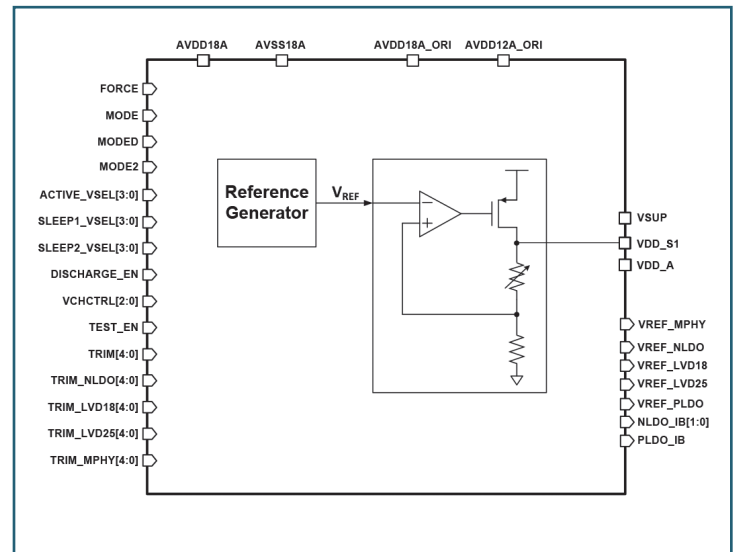 AVDD18A AVSS18A AVDD18A_ORI AVDD12A_ORI
FORCE
MODE
MODED
MODE2
ACTIVE_VSEL[3:0]
SLEEP1_VSEL[3:0]
SLEEP2_VSEL[3:0]
DISCHARGE_EN
VCHCTRL[2:0]
TEST_EN
TRIM[4:0]
TRIM_NLDO[4:0]
TRIM_LVD18[4:0]
TRIM_LVD25[4:0]
TRIM_MPHY[4:0]
Reference
Generator
VREF
−
+
VSUP
VDD_S1
VDD_A
VREF_MPHY
VREF_NLDO
VREF_LVD18
VREF_LVD25
VREF_PLDO
NLDO_IB[1:0]
PLDO_IB